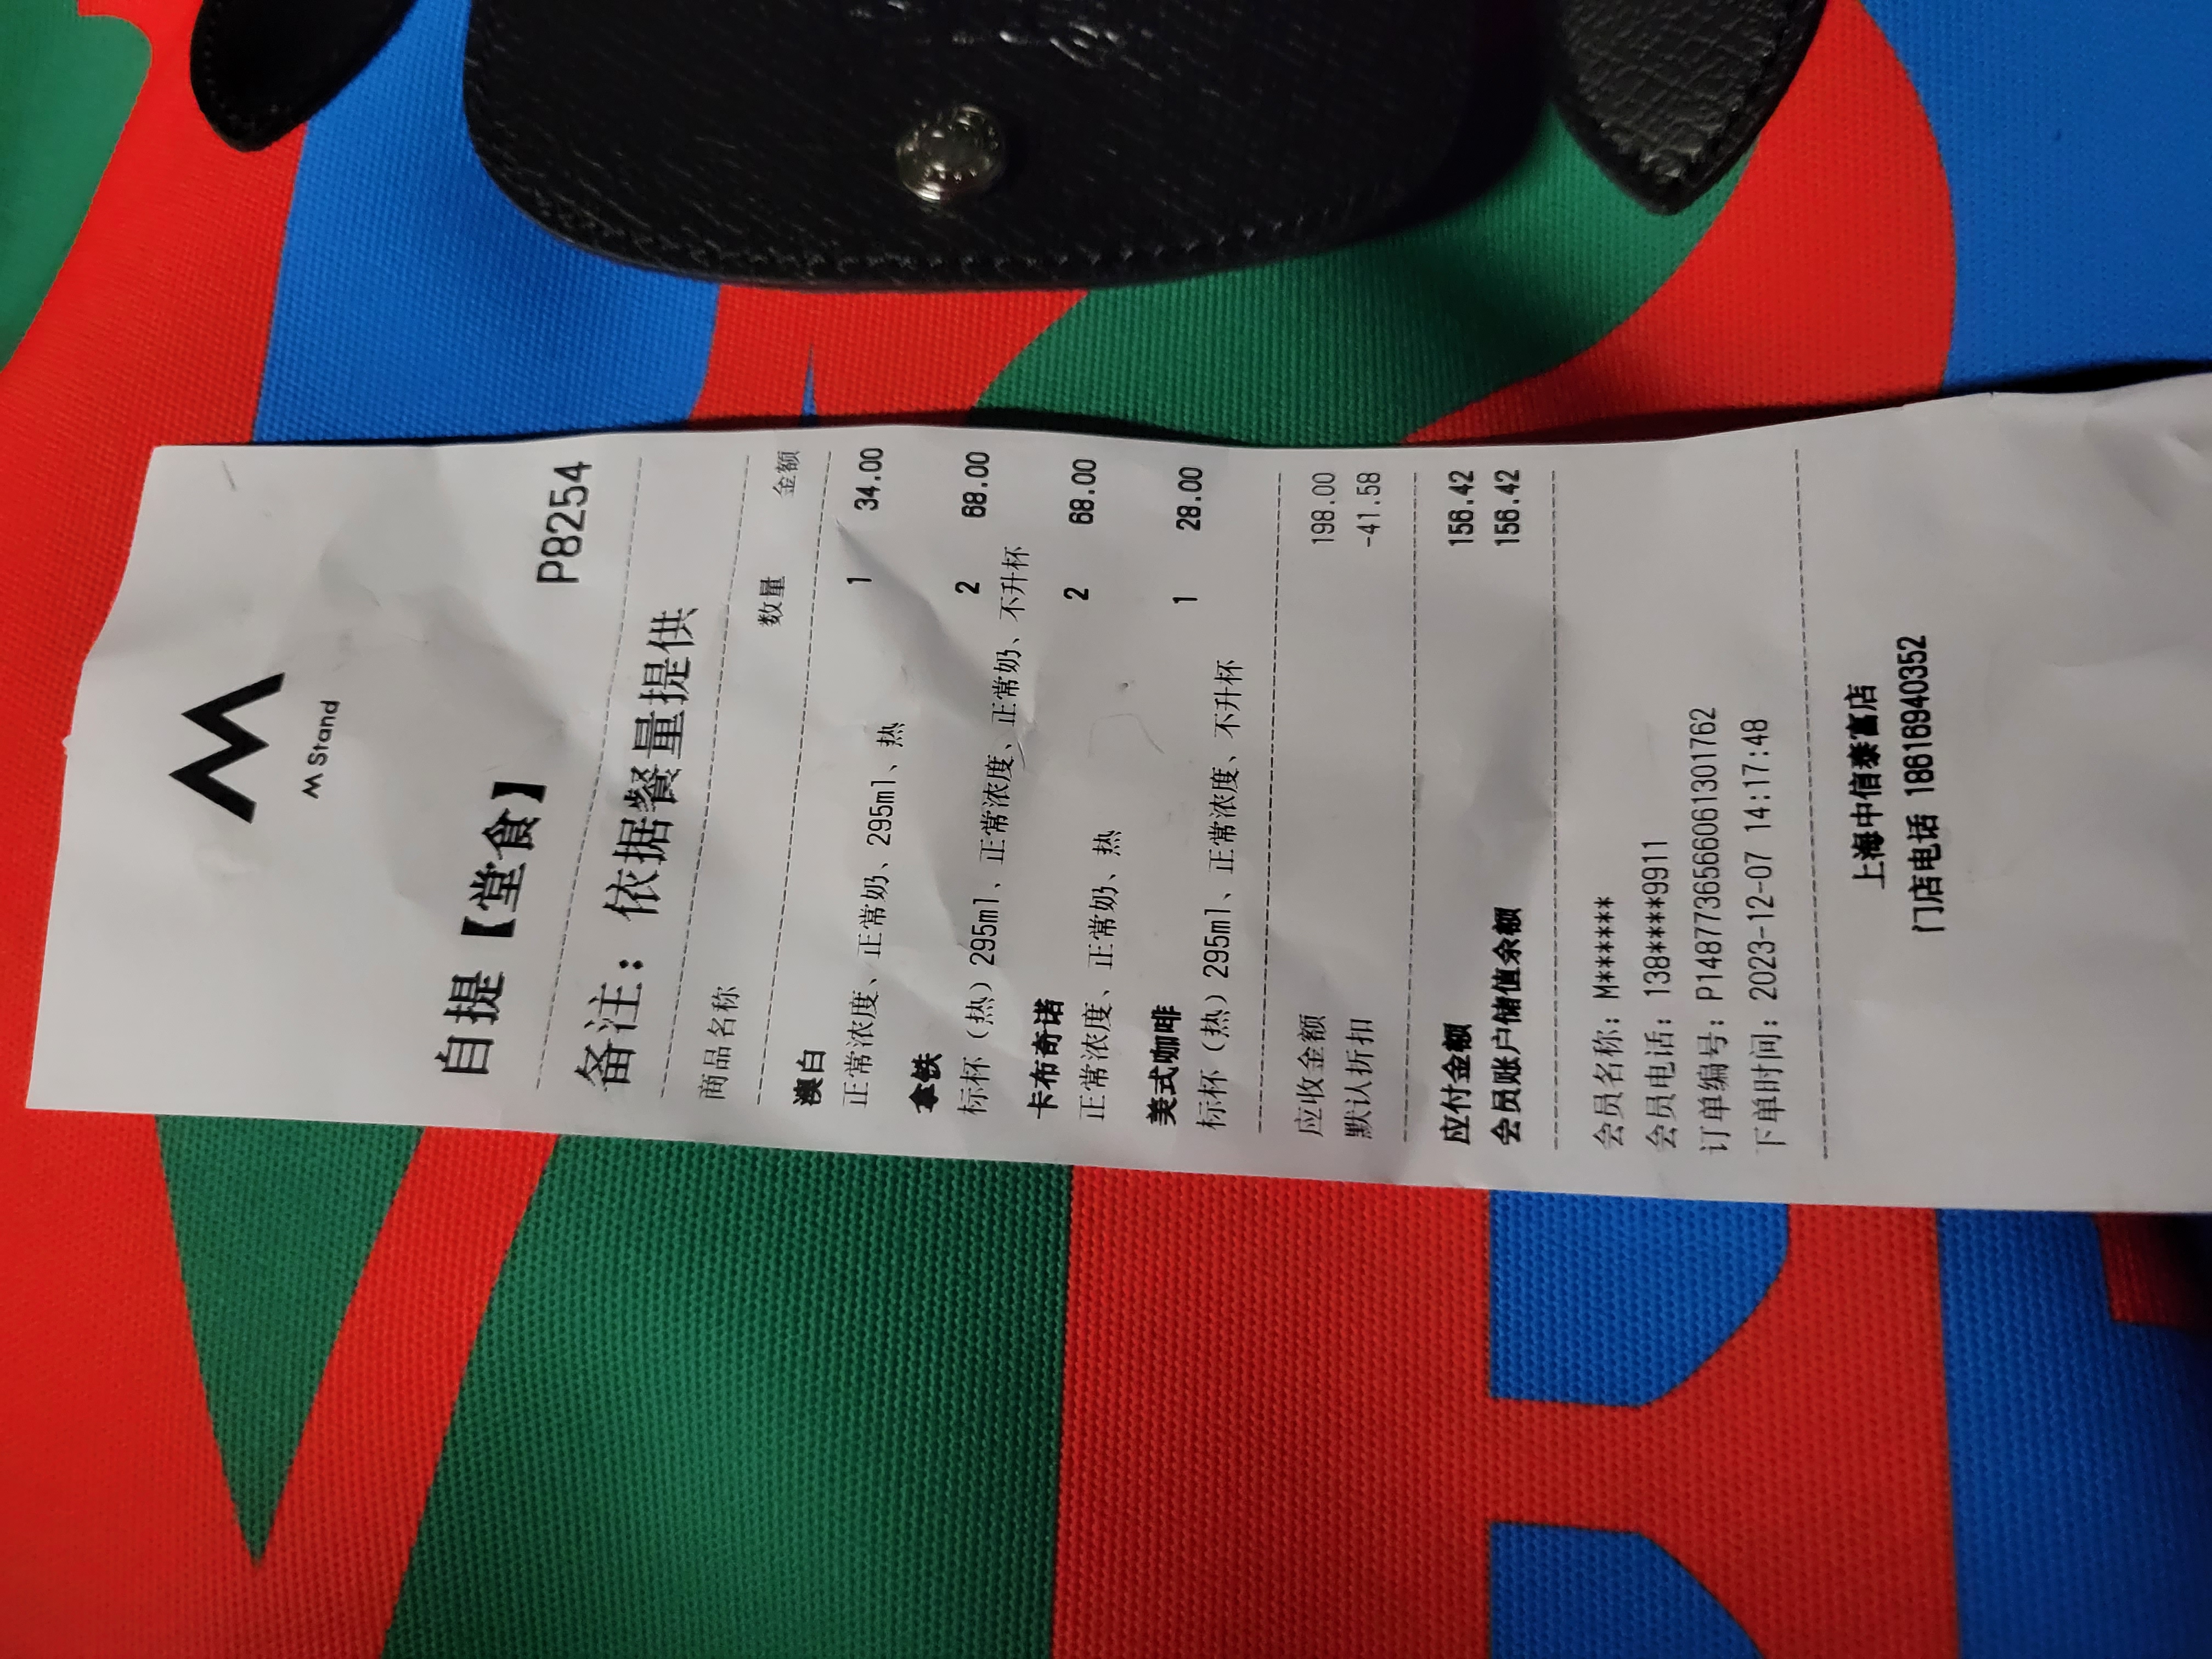 M Stand
自提【堂食】 P8254
备注：依据餐量提供
商品名称 数量 金额
澳白 1 34.00
正常浓度、正常奶、295ml、热
拿铁 2 68.00
标杯（热）295ml、正常浓度、正常奶、不升杯
卡布奇诺 2 68.00
正常浓度、正常奶、热
美式咖啡 1 28.00
标杯（热）295ml、正常浓度、不升杯
应收金额 198.00
默认折扣 -41.58
应付金额 156.42
会员账户储值余额 156.42
会员名称：M*******
会员电话：138****9911
订单编号：P148773656606130​1762
下单时间：2023-12-07 14:17:48
上海中信泰富店
门店电话 18616940352